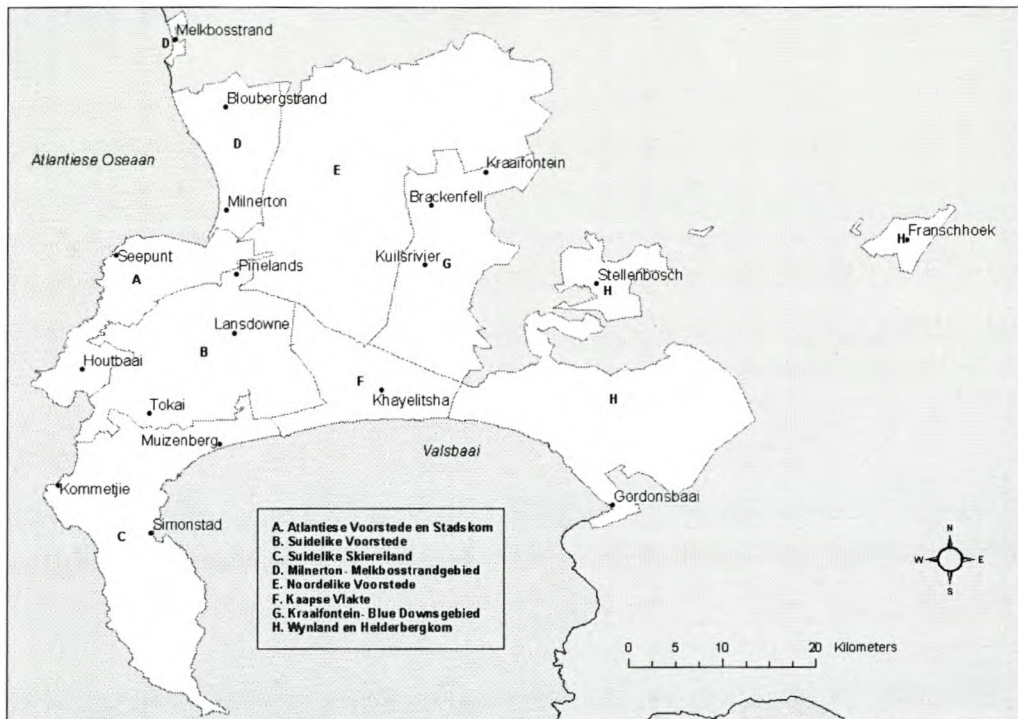 Melkbosstrand
D
Bloubergstrand
D
Atlantiese Oseaan
E
Kraaifontein
Brackenfell
Milnerton
Franschhoek
H
Seepunt
Pinelands
Kuilsrivier
G
A
Stellenbosch
H
Lansdowne
B
Houtbaai
F
Khayelitsha
H
Tokai
Muizenberg
Valsbaai
Kommetjie
Gordonsbaai
Simonstad
C
A. Atlantiese Voorstede en Stadskom
B. Suidelike Voorstede
C. Suidelike Skiereiland
D. Milnerton - Melkbosstrandgebied
E. Noordelike Voorstede
F. Kaapse Vlakte
G. Kraaifontein - Blue Downsgebied
H. Wynland en Helderbergkom
N
W E
S
0 5 10 20 Kilometers